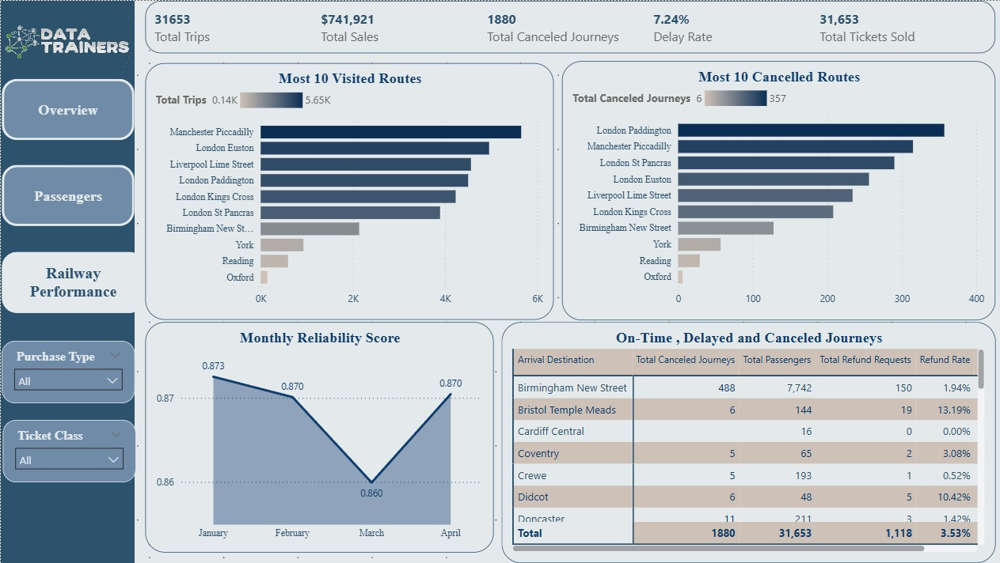 DATA
TRAINERS
Overview
Passengers
Railway
Performance
Purchase Type
All
Ticket Class
All
31653
Total Trips
$741,921
Total Sales
1880
Total Canceled Journeys
7.24%
Delay Rate
31,653
Total Tickets Sold
Most 10 Visited Routes
Total Trips 0.14K 5.65K
Manchester Piccadilly
London Euston
Liverpool Lime Street
London Paddington
London Kings Cross
London St Pancras
Birmingham New St...
York
Reading
Oxford
0K 2K 4K 6K
Most 10 Cancelled Routes
Total Canceled Journeys 6 357
London Paddington
Manchester Piccadilly
London St Pancras
London Euston
Liverpool Lime Street
London Kings Cross
Birmingham New Street
York
Reading
Oxford
0 100 200 300 400
Monthly Reliability Score
0.873
0.870
0.870
0.87
0.86
0.860
January February March April
On-Time , Delayed and Canceled Journeys
Arrival Destination Total Canceled Journeys Total Passengers Total Refund Requests Refund Rate
Birmingham New Street 488 7,742 150 1.94%
Bristol Temple Meads 6 144 19 13.19%
Cardiff Central 16 0 0.00%
Coventry 5 65 2 3.08%
Crewe 5 193 1 0.52%
Didcot 6 48 5 10.42%
Doncaster 11 211 3 1.42%
Total 1880 31,653 1,118 3.53%